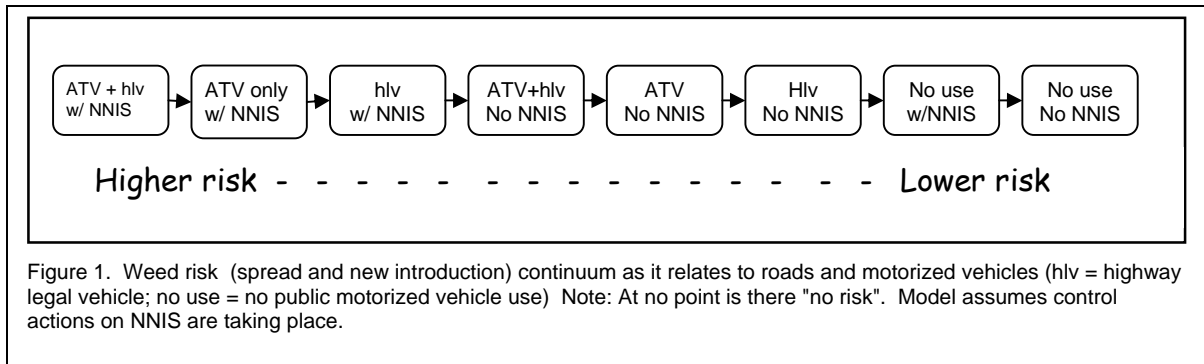 ATV + hlv
w/ NNIS
ATV only
w/ NNIS
hlv
w/ NNIS
ATV+hlv
No NNIS
ATV
No NNIS
Hlv
No NNIS
No use
w/NNIS
No use
No NNIS
Higher risk - - - - - - - - - - - - - - Lower risk
Figure 1. Weed risk (spread and new introduction) continuum as it relates to roads and motorized vehicles (hlv = highway
legal vehicle; no use = no public motorized vehicle use) Note: At no point is there "no risk". Model assumes control
actions on NNIS are taking place.